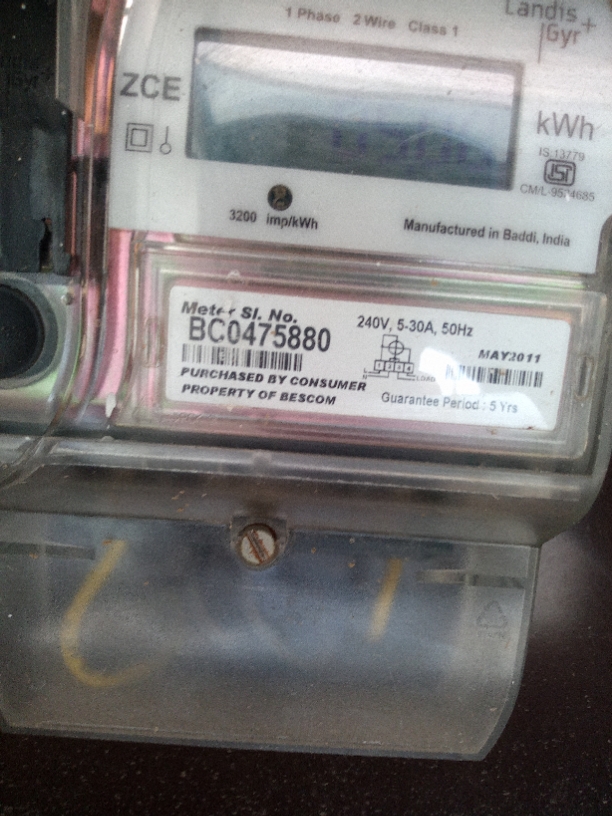 Landis +
Gyr
1 Phase 2 Wire Class 1
ZCE
kWh
IS 13779
3200 imp/kWh
Manufactured in Baddi, India
Meter Sl. No.
BC0475880
240V, 5-30A, 50Hz
MAY2011
PURCHASED BY CONSUMER
PROPERTY OF BESCOM
Guarantee Period : 5 Yrs